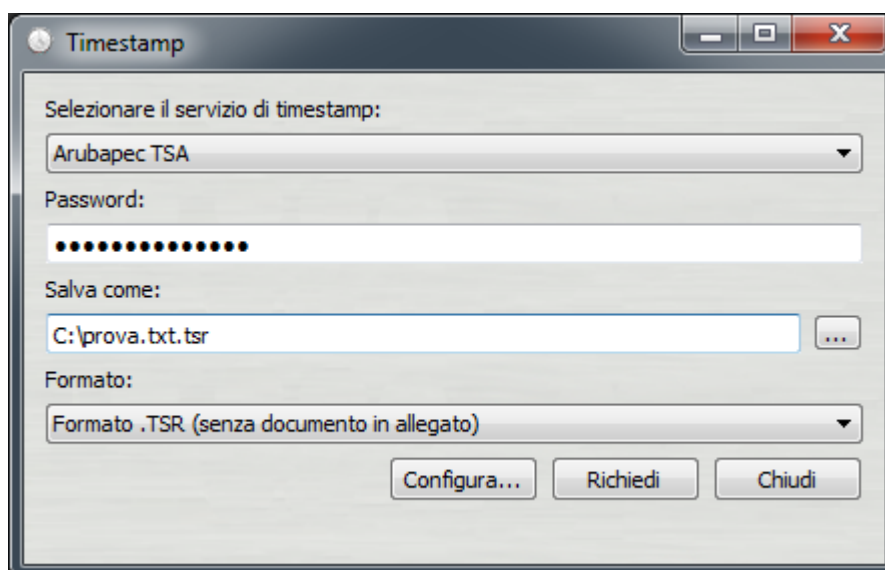 Timestamp
Selezionare il servizio di timestamp:
Arubapec TSA
Password:
••••••••••••••
Salva come:
C:\prova.txt.tsr
...
Formato:
Formato .TSR (senza documento in allegato)
Configura... Richiedi Chiudi